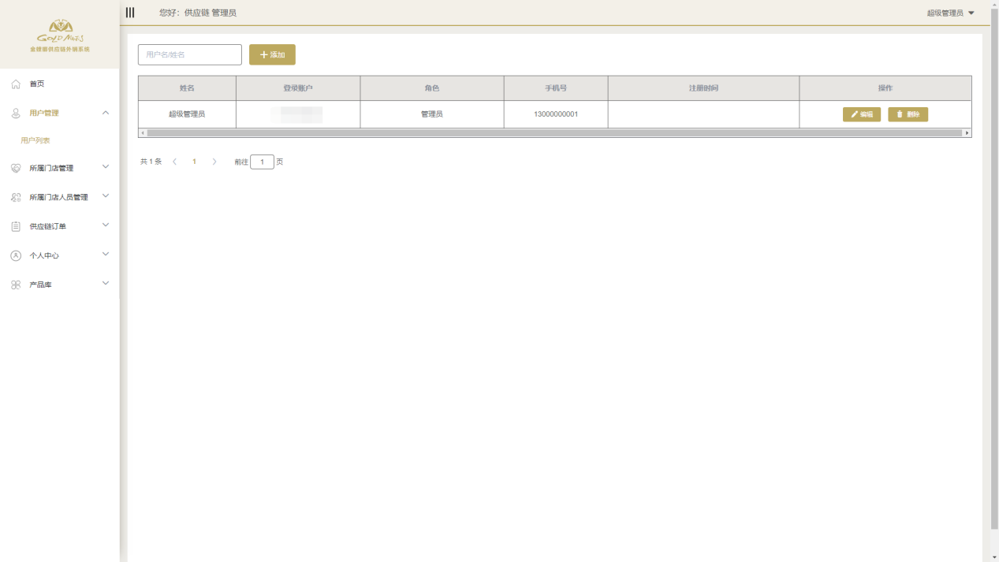 您好：供应链 管理员
超级管理员
GOLD
供应链外销系统
首页
用户管理
用户列表
所属门店管理
所属门店人员管理
供应链订单
个人中心
产品库
用户名/姓名
添加
姓名 登录账户 角色 手机号 注册时间 操作
超级管理员 管理员 13000000001 编辑 删除
共 1 条 1 前往 1 页